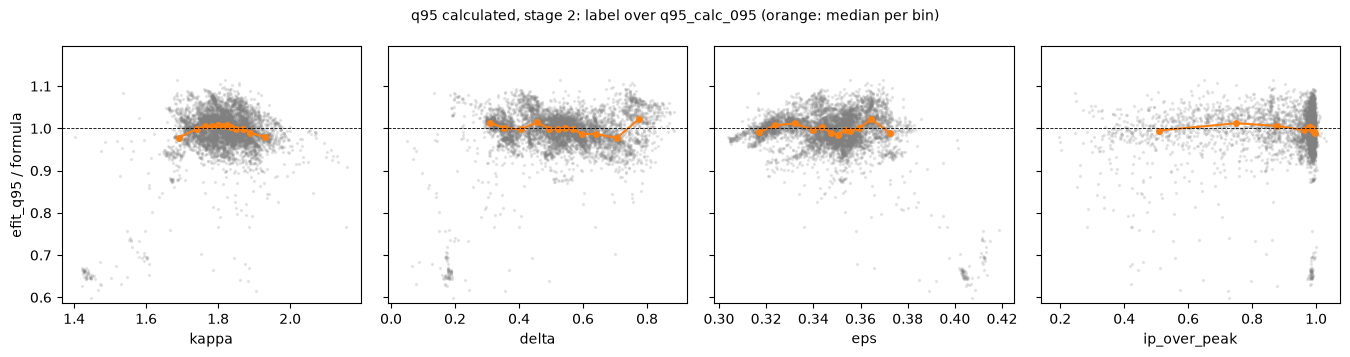 q95 calculated, stage 2: label over q95_calc_095 (orange: median per bin)
efit_q95 / formula
1.1
1.0
0.9
0.8
0.7
0.6
1.4 1.6 1.8 2.0
kappa
0.0 0.2 0.4 0.6 0.8
delta
0.30 0.32 0.34 0.36 0.38 0.40 0.42
eps
0.2 0.4 0.6 0.8 1.0
ip_over_peak